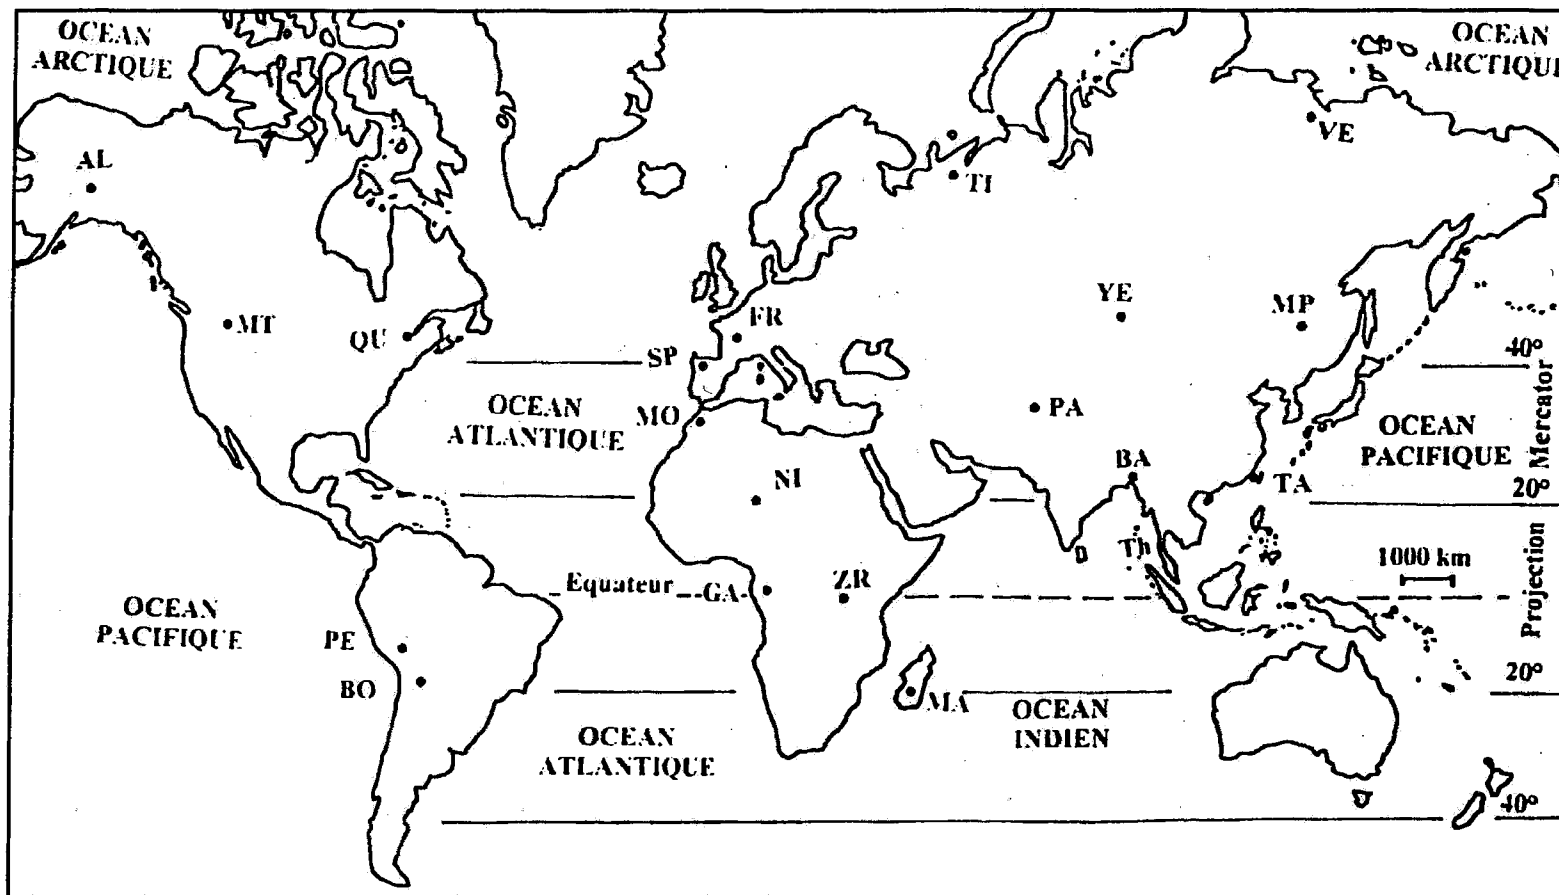 OCEAN
ARCTIQUE
OCEAN
ARCTIQUE
VE
AL
TI
YE
MP
MT
QU
FR
SP
40°
MO
OCEAN
ATLANTIQUE
PA
OCEAN
PACIFIQUE
Mercator
BA
NI
TA
20°
Th
1000 km
Projection
Equateur
GA
ZR
OCEAN
PACIFIQUE
PE
BO
20°
MA
OCEAN
INDIEN
OCEAN
ATLANTIQUE
40°